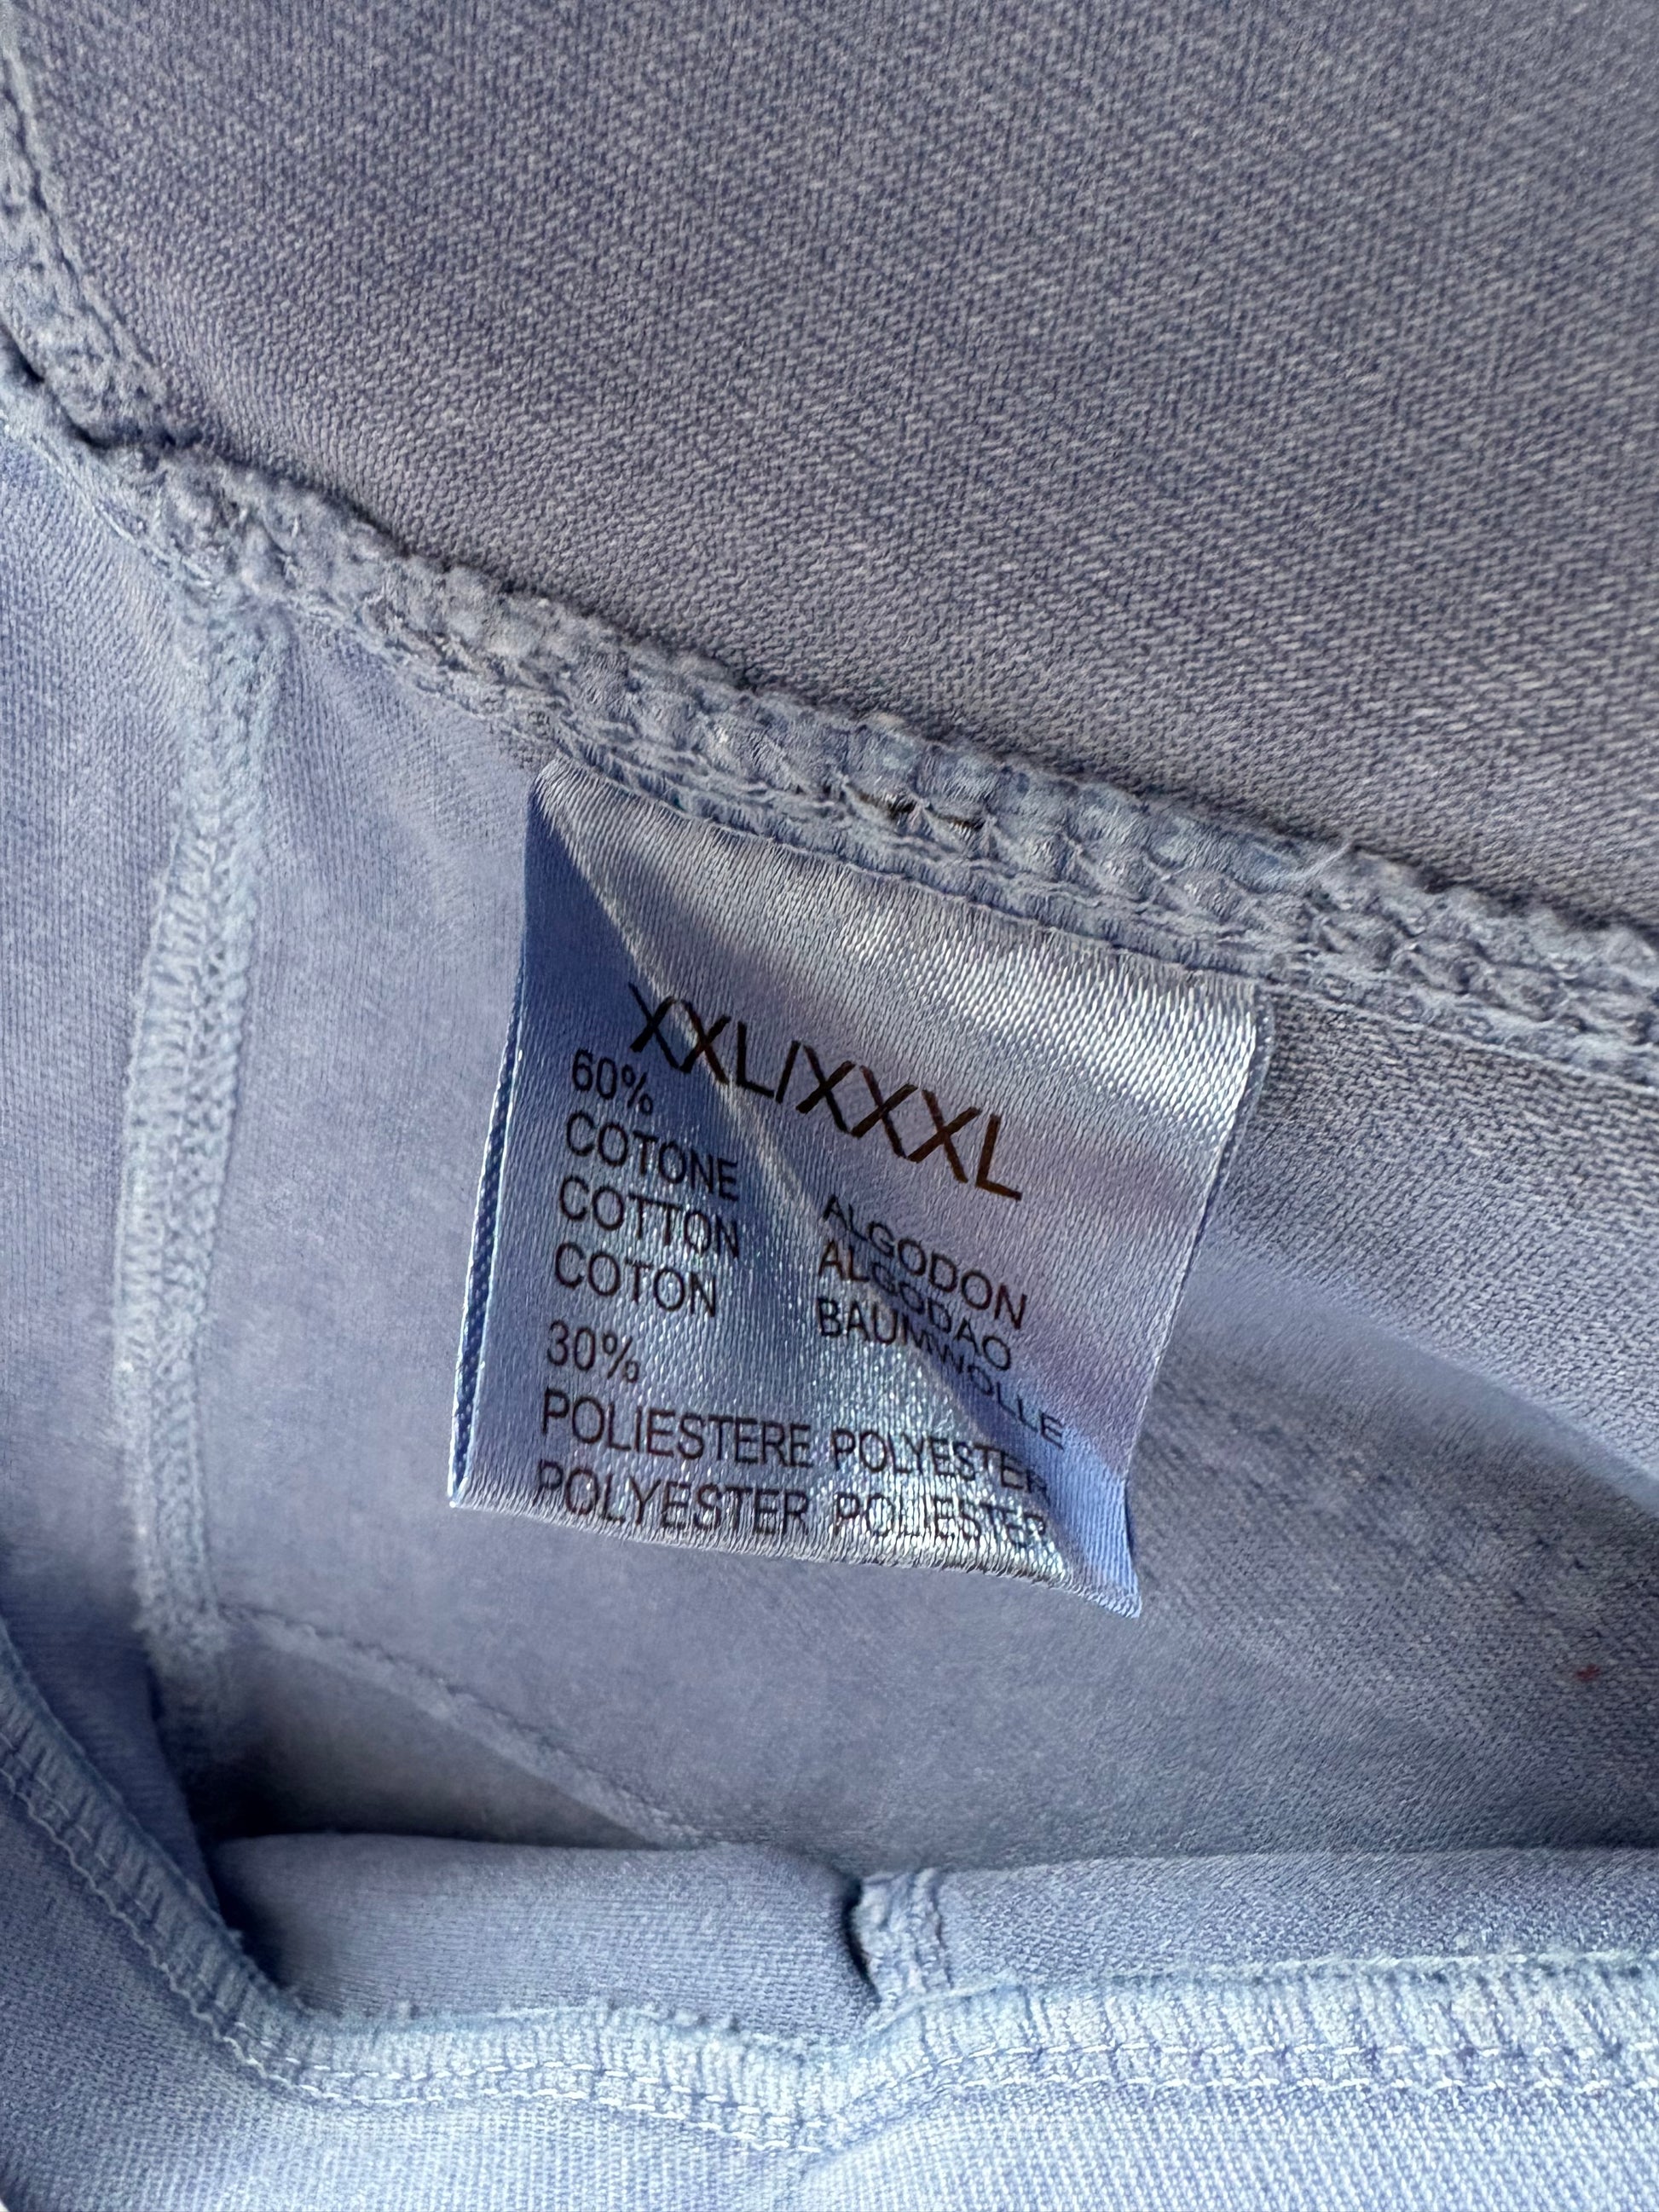 XXL/XXXL
60%
COTONE ALGODON
COTTON ALGODAO
COTON BAUMWOLLE
30%
POLIESTERE POLYESTER
POLYESTER POLIESTER